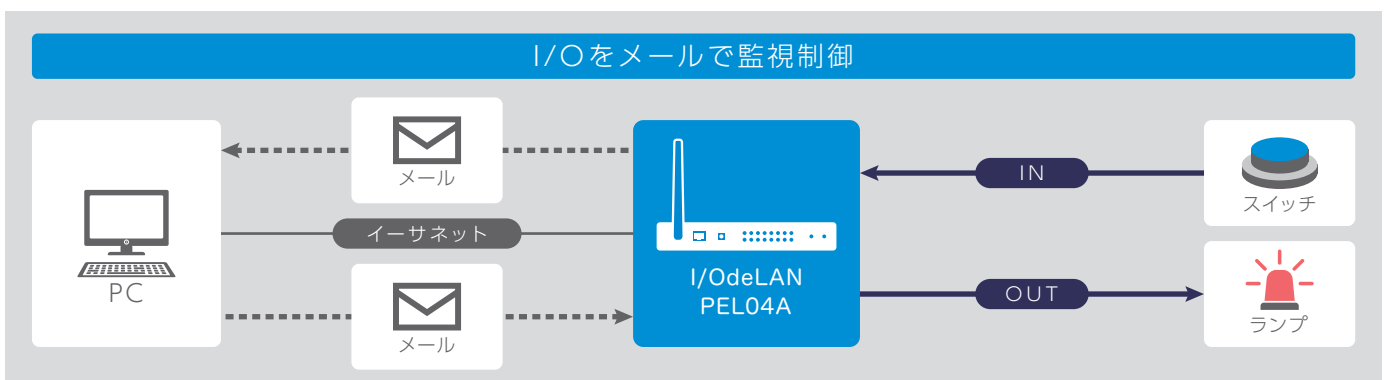 I/Oをメールで監視制御
メール
イーサネット
メール
PC
I/OdeLAN
PEL04A
IN
OUT
スイッチ
ランプ